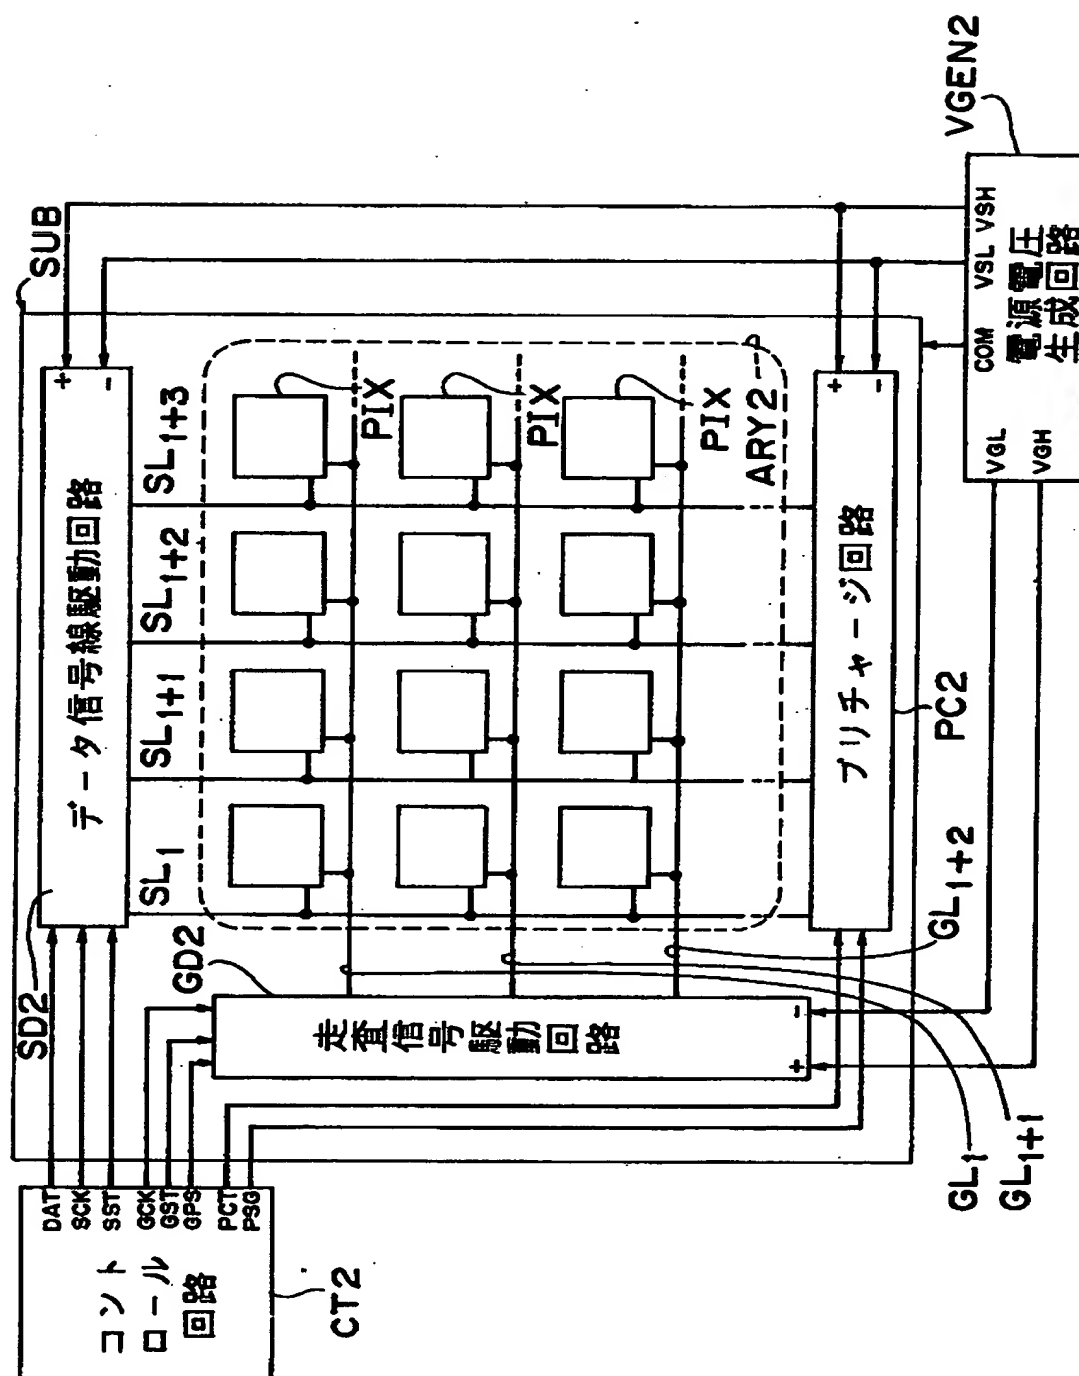 SUB
VGEN2
SD2
データ信号線駆動回路
+
-
SL1
SL1+1
SL1+2
SL1+3
GD2
走査信号駆動回路
-
+
PIX
PIX
PIX
ARY2
プリチャージ回路
+
-
PC2
GL1
GL1+1
GL1+2
コント
ロール
回路
CT2
DAT
SCK
SST
GCK
GST
GPS
PCT
PSG
電源電圧
生成回路
VSH
VSL
COM
VGL
VGH